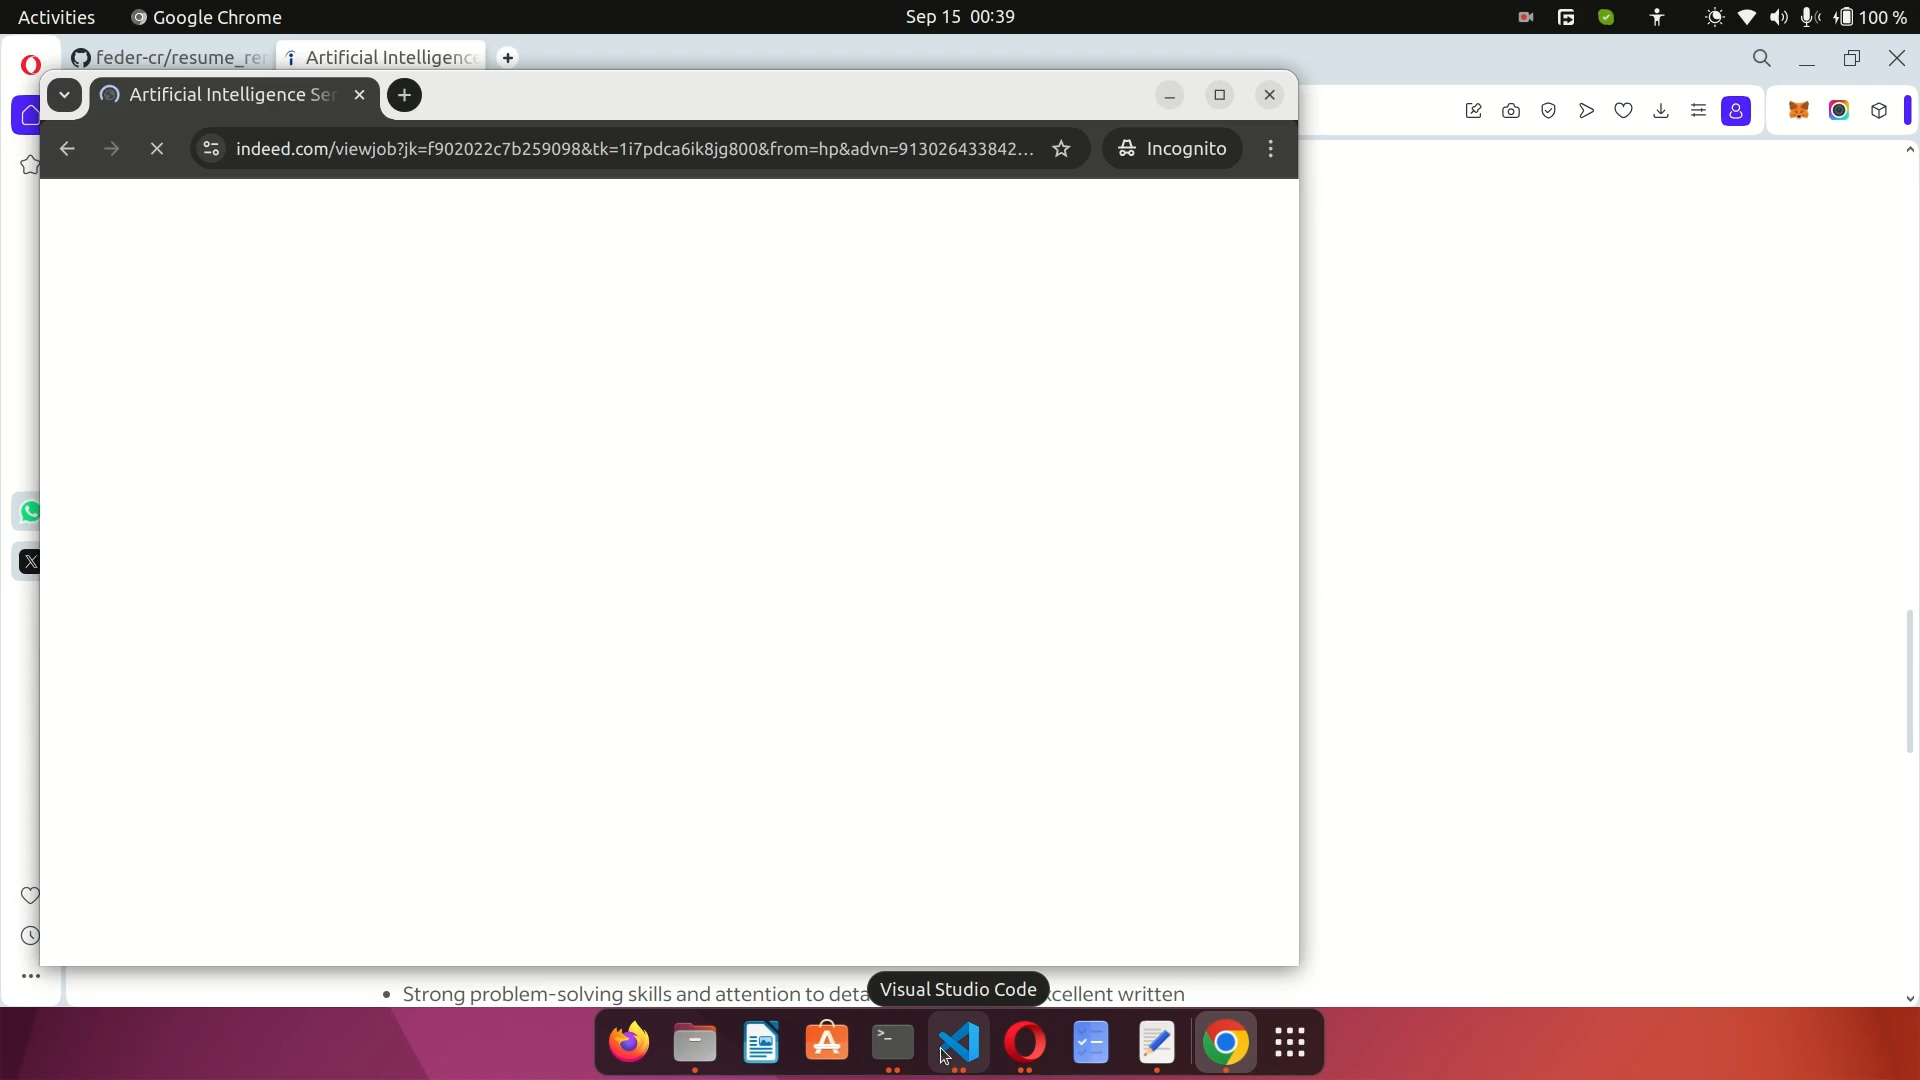 Activities
Google Chrome
Sep 15 00:39
100 %
feder-cr/resume_re
Artificial Intelligence
Artificial Intelligence Ser
indeed.com/viewjob?jk=f902022c7b259098&tk=1i7pdca6ik8jg800&from=hp&advn=913026433842...
Incognito
Strong problem-solving skills and attention to deta
xcellent written
Visual Studio Code